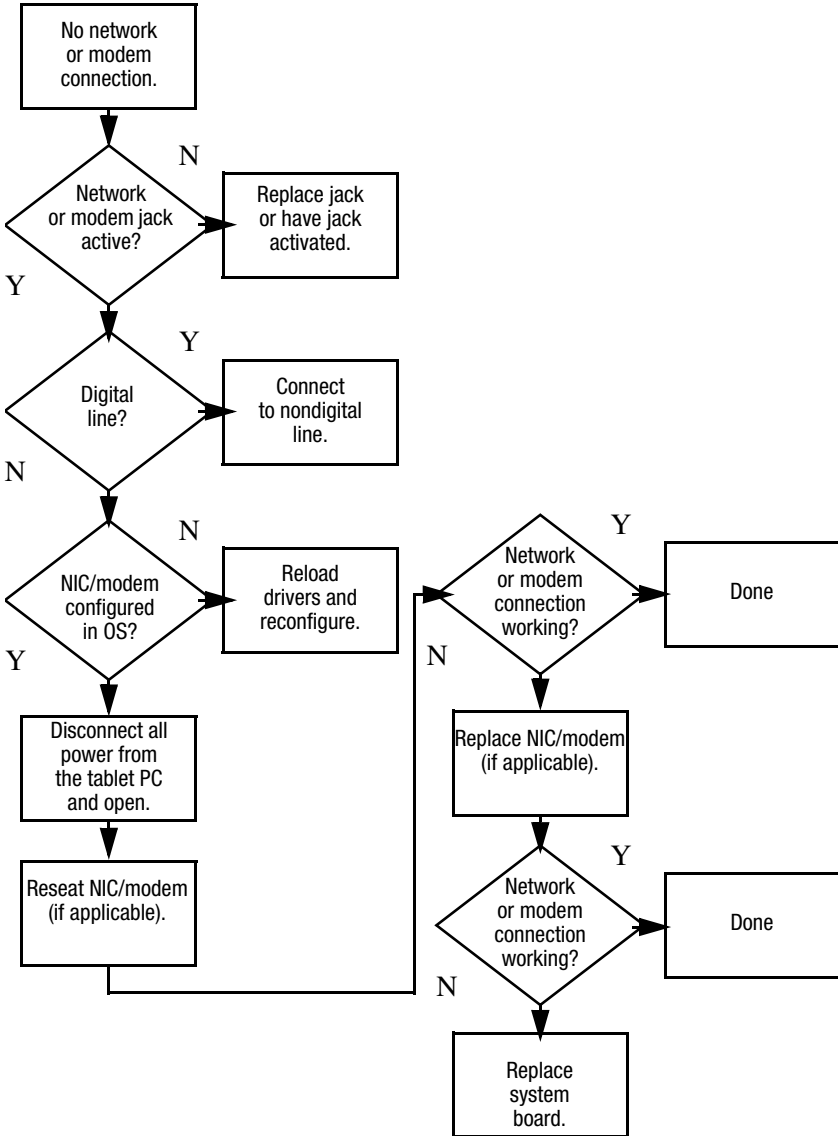 No network
or modem
connection.
N
Network
or modem jack
active?
Replace jack
or have jack
activated.
Y
Y
Digital
line?
Connect
to nondigital
line.
N
N
NIC/modem
configured
in OS?
Reload
drivers and
reconfigure.
Y
Disconnect all
power from
the tablet PC
and open.
Reseat NIC/modem
(if applicable).
Y
Network
or modem
connection
working?
Done
N
Replace NIC/modem
(if applicable).
Y
Network
or modem
connection
working?
Done
N
Replace
system
board.